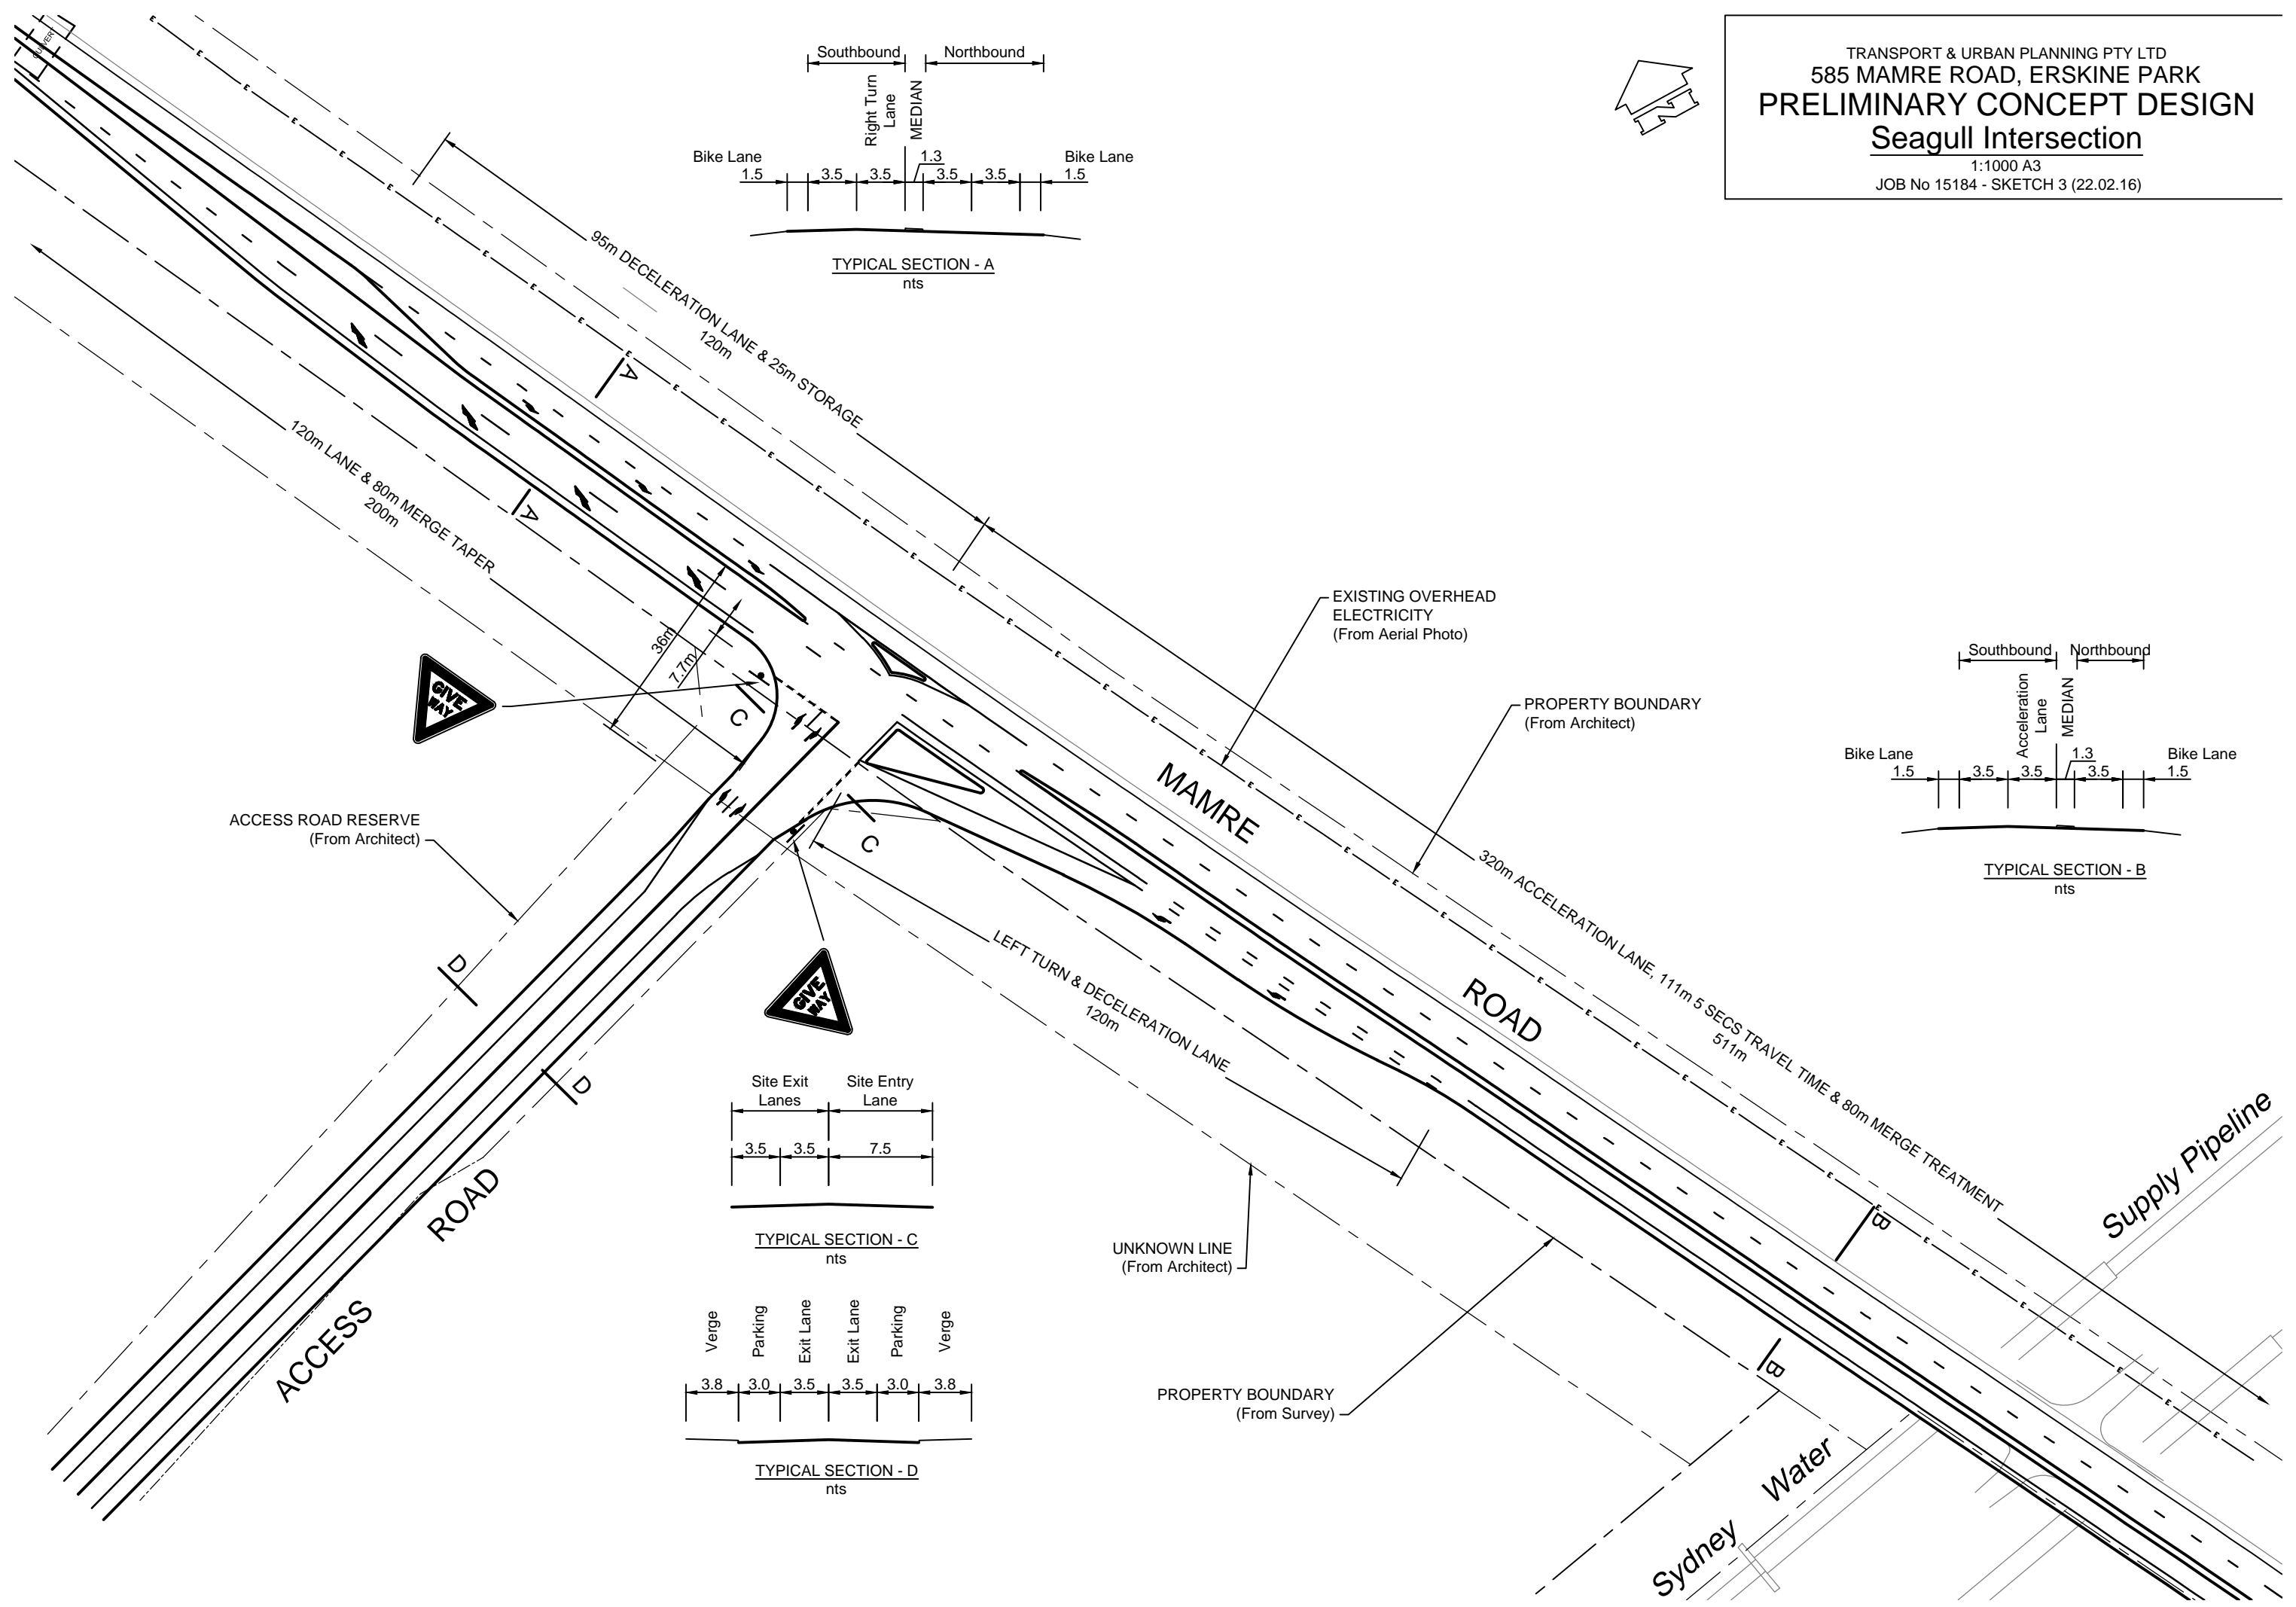 TRANSPORT & URBAN PLANNING PTY LTD
585 MAMRE ROAD, ERSKINE PARK
PRELIMINARY CONCEPT DESIGN
Seagull Intersection
1:1000 A3
JOB No 15184 - SKETCH 3 (22.02.16)
Southbound Northbound
Right Turn
Lane
MEDIAN
Bike Lane 1.3 Bike Lane
1.5 3.5 3.5 3.5 3.5 1.5
TYPICAL SECTION - A
nts
95m DECELERATION LANE & 25m STORAGE
120m
A
A
120m LANE & 80m MERGE TAPER
200m
36m
7.7m
GIVE
WAY
C
C
EXISTING OVERHEAD
ELECTRICITY
(From Aerial Photo)
PROPERTY BOUNDARY
(From Architect)
Southbound Northbound
Acceleration
Lane
MEDIAN
Bike Lane 1.3 Bike Lane
1.5 3.5 3.5 3.5 1.5
TYPICAL SECTION - B
nts
MAMRE
ROAD
320m ACCELERATION LANE, 111m 5 SECS TRAVEL TIME & 80m MERGE TREATMENT
511m
ACCESS ROAD RESERVE
(From Architect)
D
D
GIVE
WAY
LEFT TURN & DECELERATION LANE
120m
Site Exit
Lanes
Site Entry
Lane
3.5 3.5 7.5
TYPICAL SECTION - C
nts
Verge Parking Exit Lane Exit Lane Parking Verge
3.8 3.0 3.5 3.5 3.0 3.8
TYPICAL SECTION - D
nts
ACCESS
ROAD
UNKNOWN LINE
(From Architect)
PROPERTY BOUNDARY
(From Survey)
B
B
Supply Pipeline
Sydney Water